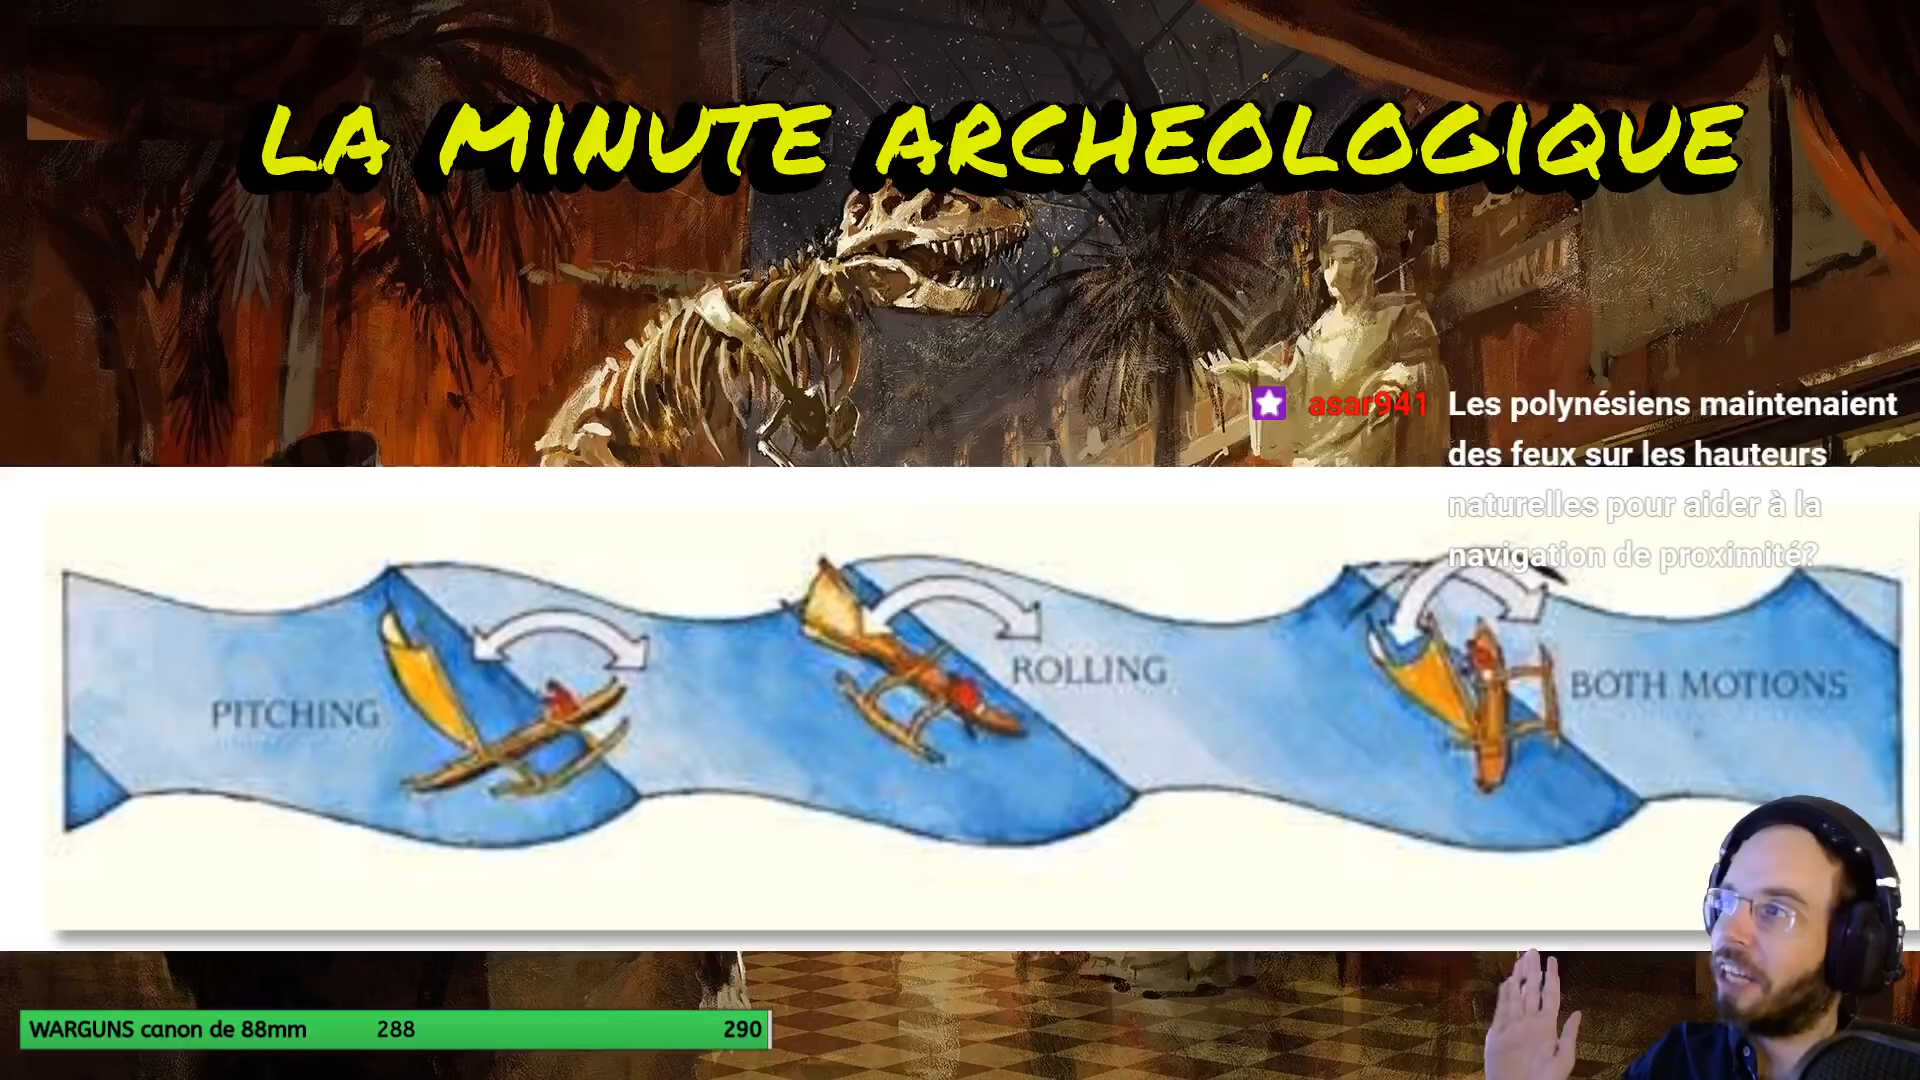 LA MINUTE ARCHEOLOGIQUE
asar941 Les polynésiens maintenaient
des feux sur les hauteurs
naturelles pour aider à la
navigation de proximité?
PITCHING
ROLLING
BOTH MOTIONS
WARGUNS canon de 88mm 288 290